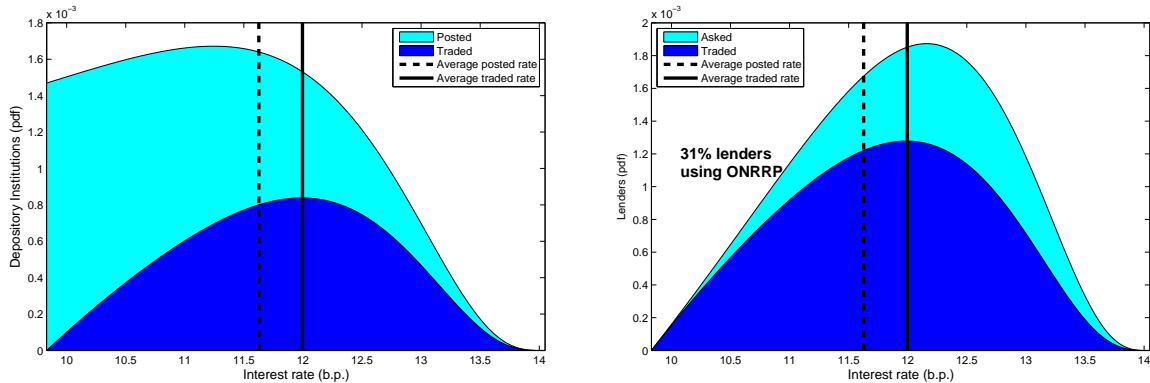 x 10⁻³
1.8
1.6
1.4
1.2
1
0.8
0.6
0.4
0.2
0
Depository Institutions (pdf)
Posted
Traded
Average posted rate
Average traded rate
10 10.5 11 11.5 12 12.5 13 13.5 14
Interest rate (b.p.)
x 10⁻³
2
1.8
1.6
1.4
1.2
1
0.8
0.6
0.4
0.2
0
Lenders (pdf)
Asked
Traded
Average posted rate
Average traded rate
31% lenders
using ONRRP
10 10.5 11 11.5 12 12.5 13 13.5 14
Interest rate (b.p.)